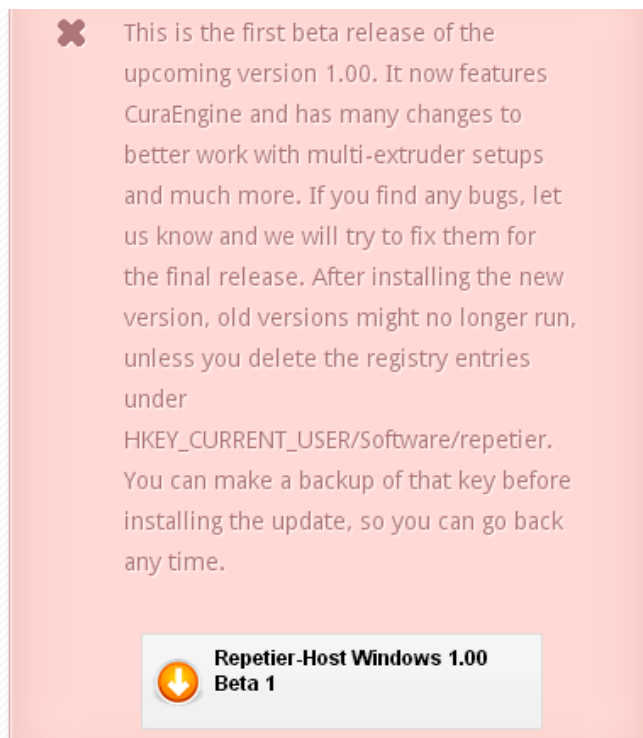 This is the first beta release of the
upcoming version 1.00. It now features
CuraEngine and has many changes to
better work with multi-extruder setups
and much more. If you find any bugs, let
us know and we will try to fix them for
the final release. After installing the new
version, old versions might no longer run,
unless you delete the registry entries
under
HKEY_CURRENT_USER/Software/repetier.
You can make a backup of that key before
installing the update, so you can go back
any time.
Repetier-Host Windows 1.00
Beta 1